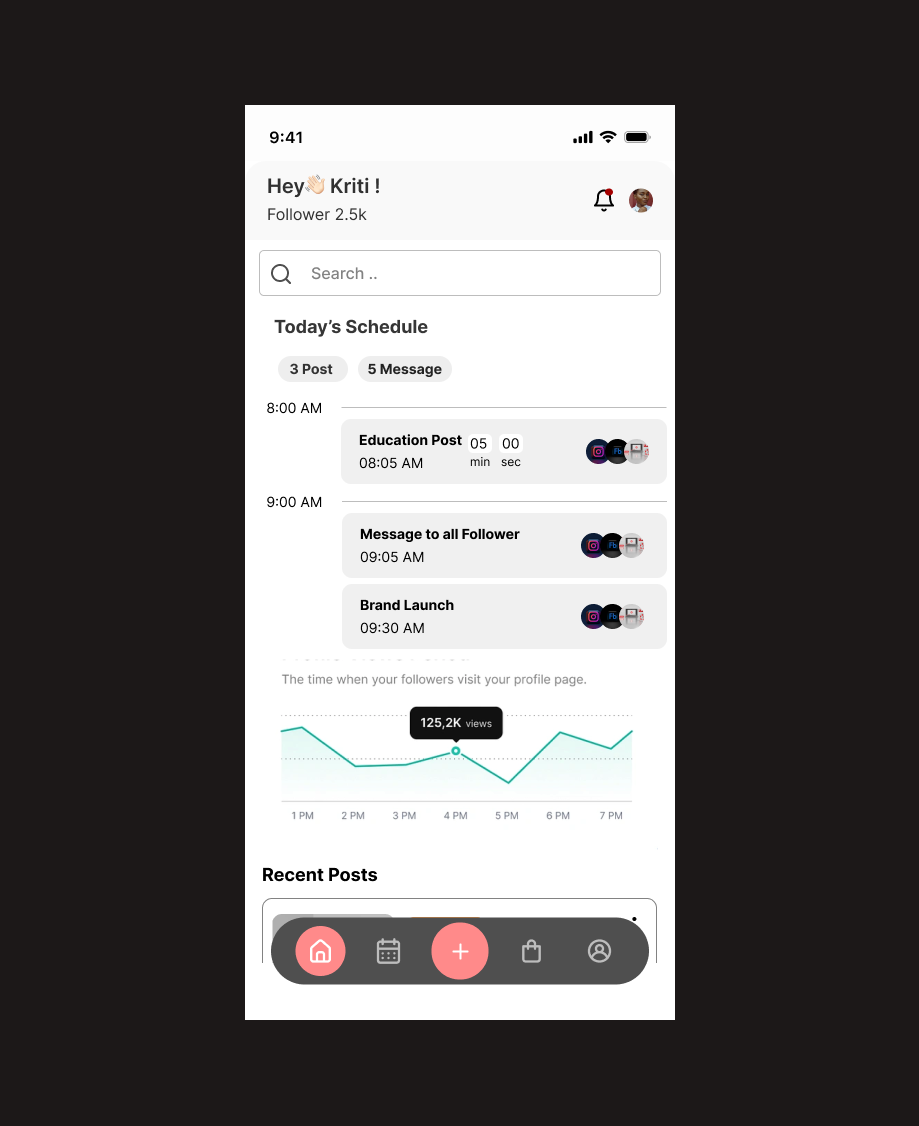 9:41
Hey👋🏻 Kriti !
Follower 2.5k
Search ..
Today’s Schedule
3 Post 5 Message
8:00 AM
Education Post 05 00
08:05 AM min sec
9:00 AM
Message to all Follower
09:05 AM
Brand Launch
09:30 AM
The time when your followers visit your profile page.
125,2K views
1 PM 2 PM 3 PM 4 PM 5 PM 6 PM 7 PM
Recent Posts